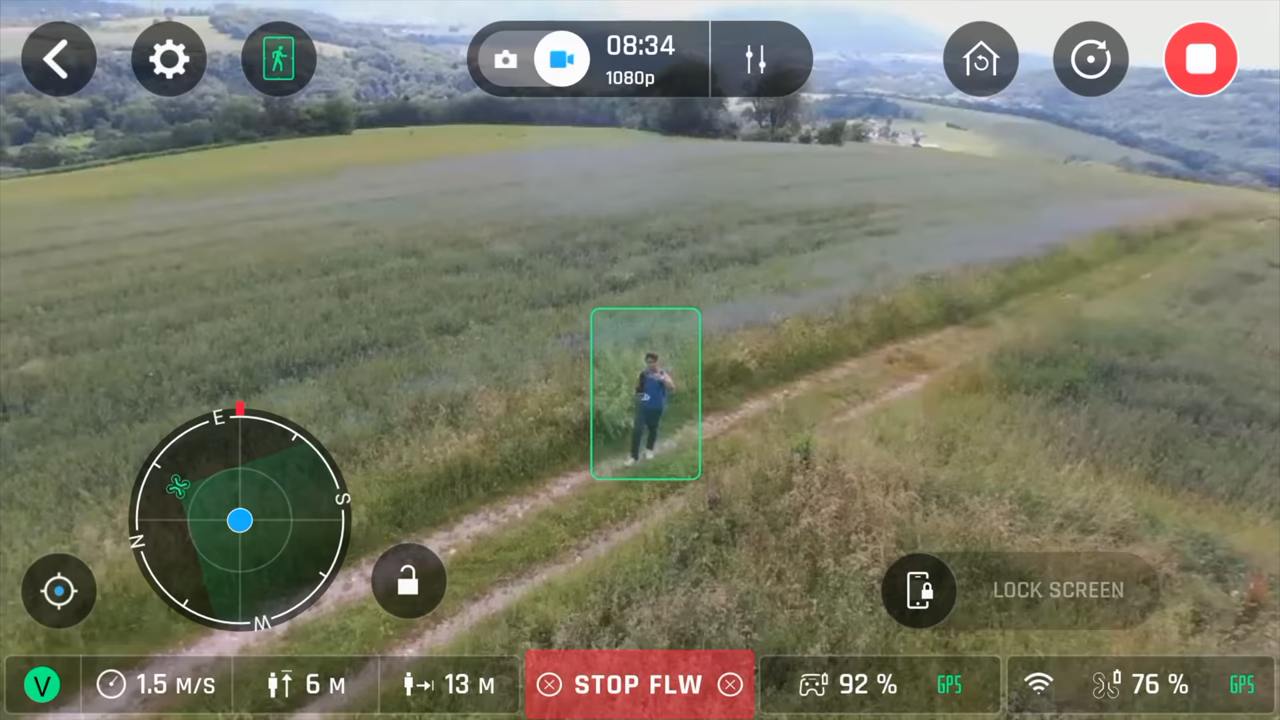 08:34
1080p
E
S
N
W
LOCK SCREEN
V
1.5 M/S
6 M
13 M
STOP FLW
92 %
GPS
76 %
GPS